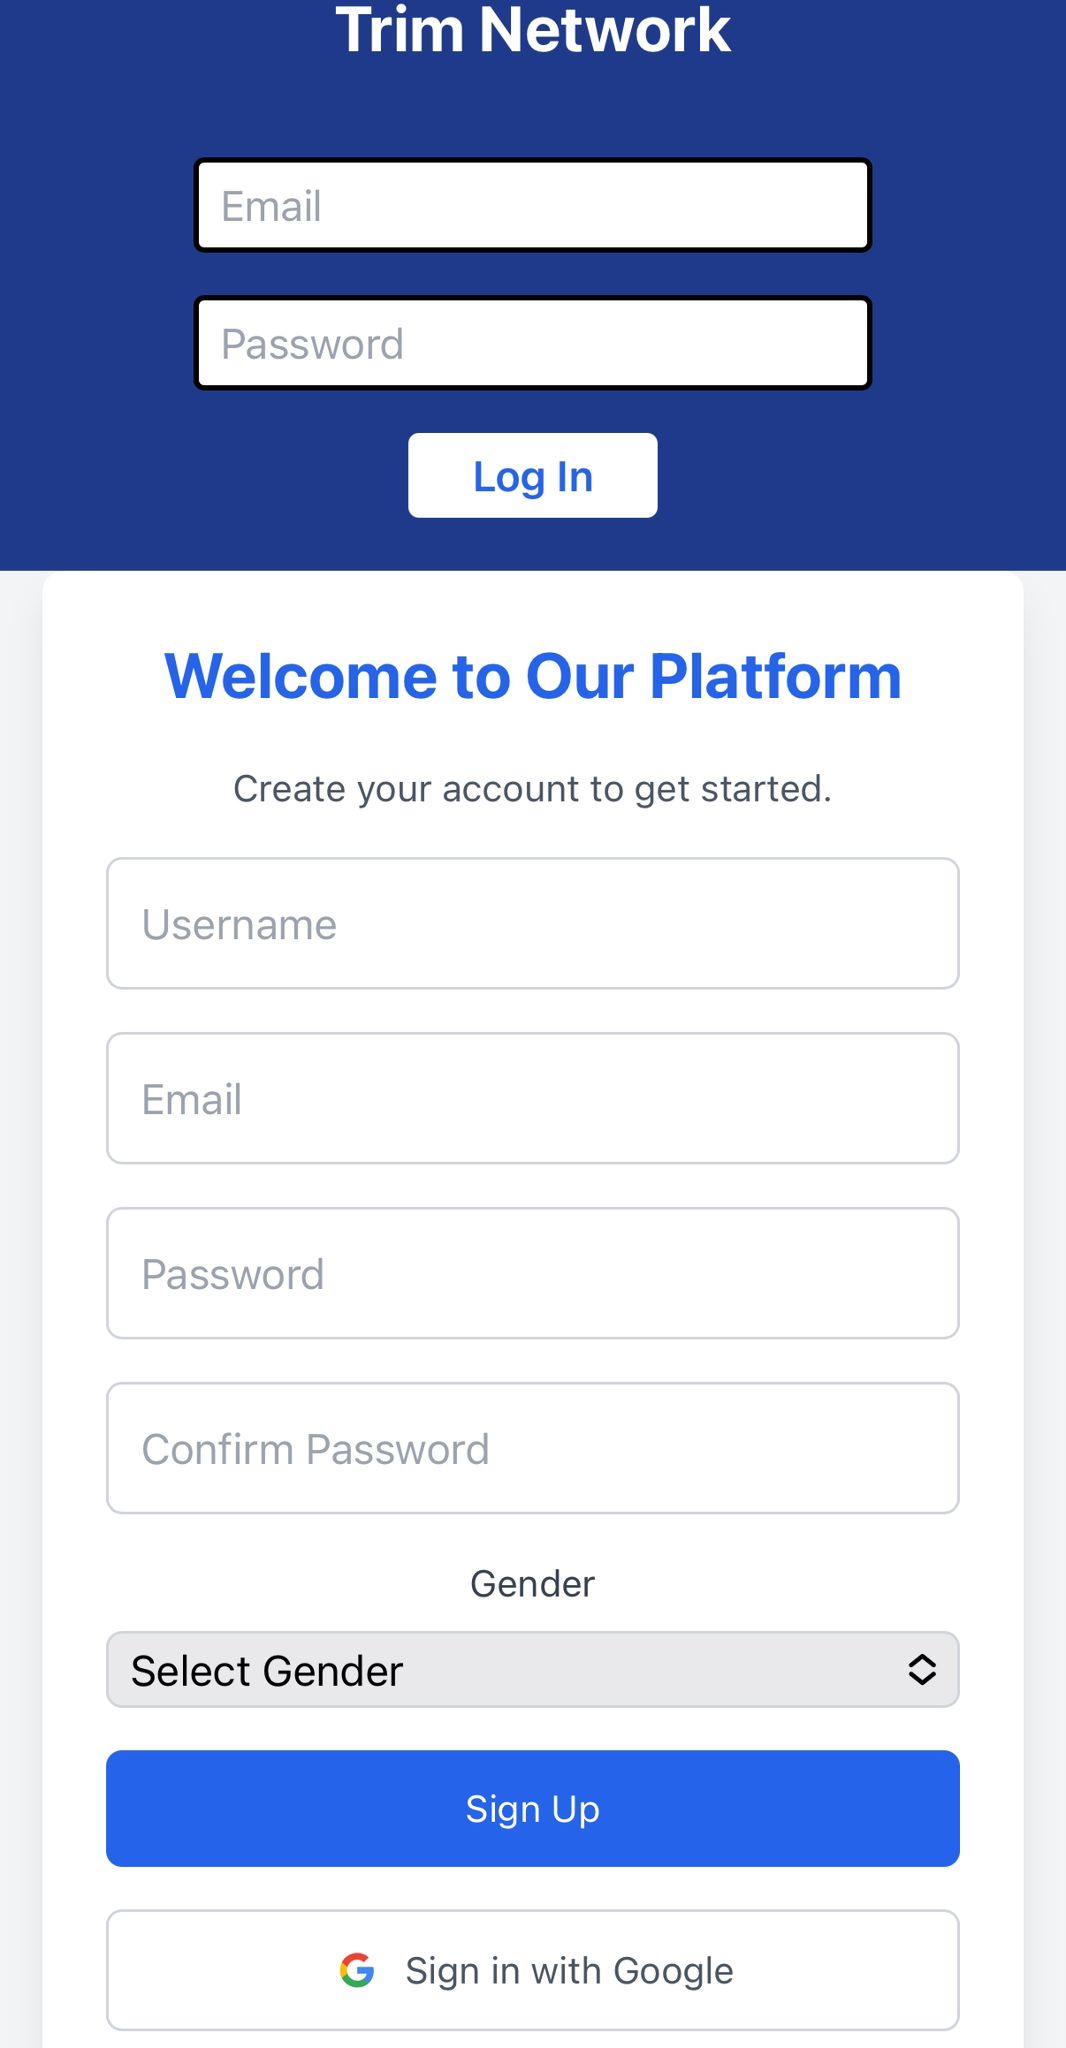 Trim Network
Email
Password
Log In
Welcome to Our Platform
Create your account to get started.
Username
Email
Password
Confirm Password
Gender
Select Gender
Sign Up
Sign in with Google